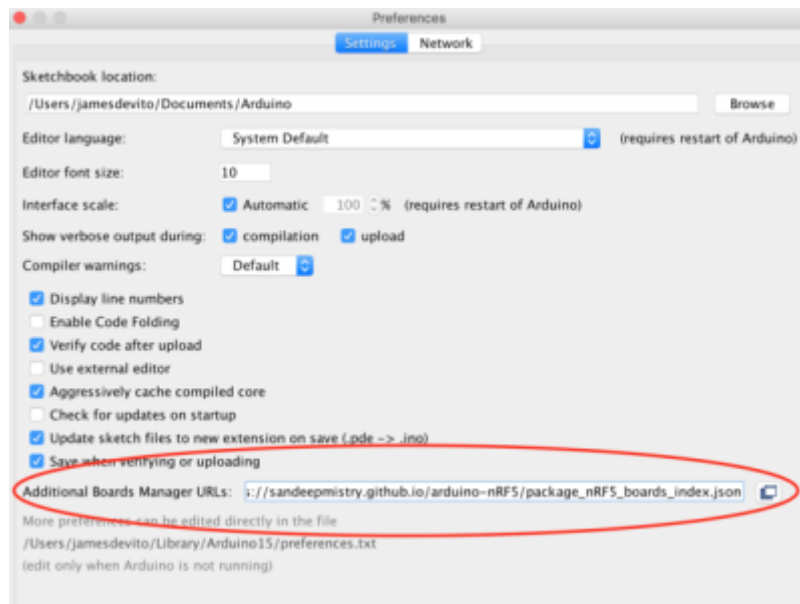 Preferences
Settings Network
Sketchbook location:
/Users/jamesdevito/Documents/Arduino Browse
Editor language: System Default (requires restart of Arduino)
Editor font size: 10
Interface scale: Automatic 100 % (requires restart of Arduino)
Show verbose output during: compilation upload
Compiler warnings: Default
Display line numbers
Enable Code Folding
Verify code after upload
Use external editor
Aggressively cache compiled core
Check for updates on startup
Update sketch files to new extension on save (.pde -> .ino)
Save when verifying or uploading
Additional Boards Manager URLs: s://sandeepmistry.github.io/arduino-nRF5/package_nRF5_boards_index.json
More preferences can be edited directly in the file
/Users/jamesdevito/Library/Arduino15/preferences.txt
(edit only when Arduino is not running)